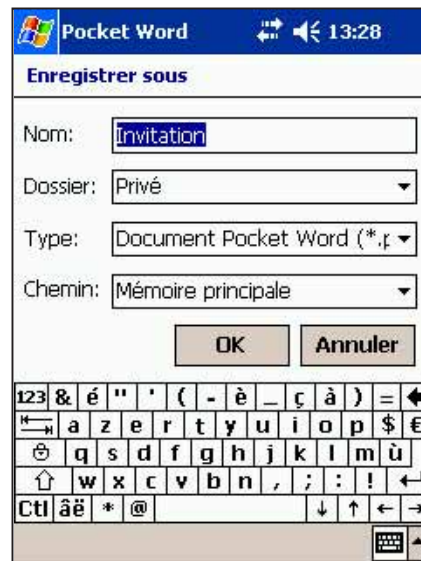 Pocket Word 13:28
Enregistrer sous
Nom: Invitation
Dossier: Privé
Type: Document Pocket Word (*.p
Chemin: Mémoire principale
OK Annuler
123 & é " ' ( - è _ ç à ) =
a z e r t y u i o p $ €
q s d f g h j k l m ù
w x c v b n , ; : !
Ctl âë * @ ↓ ↑ ← →